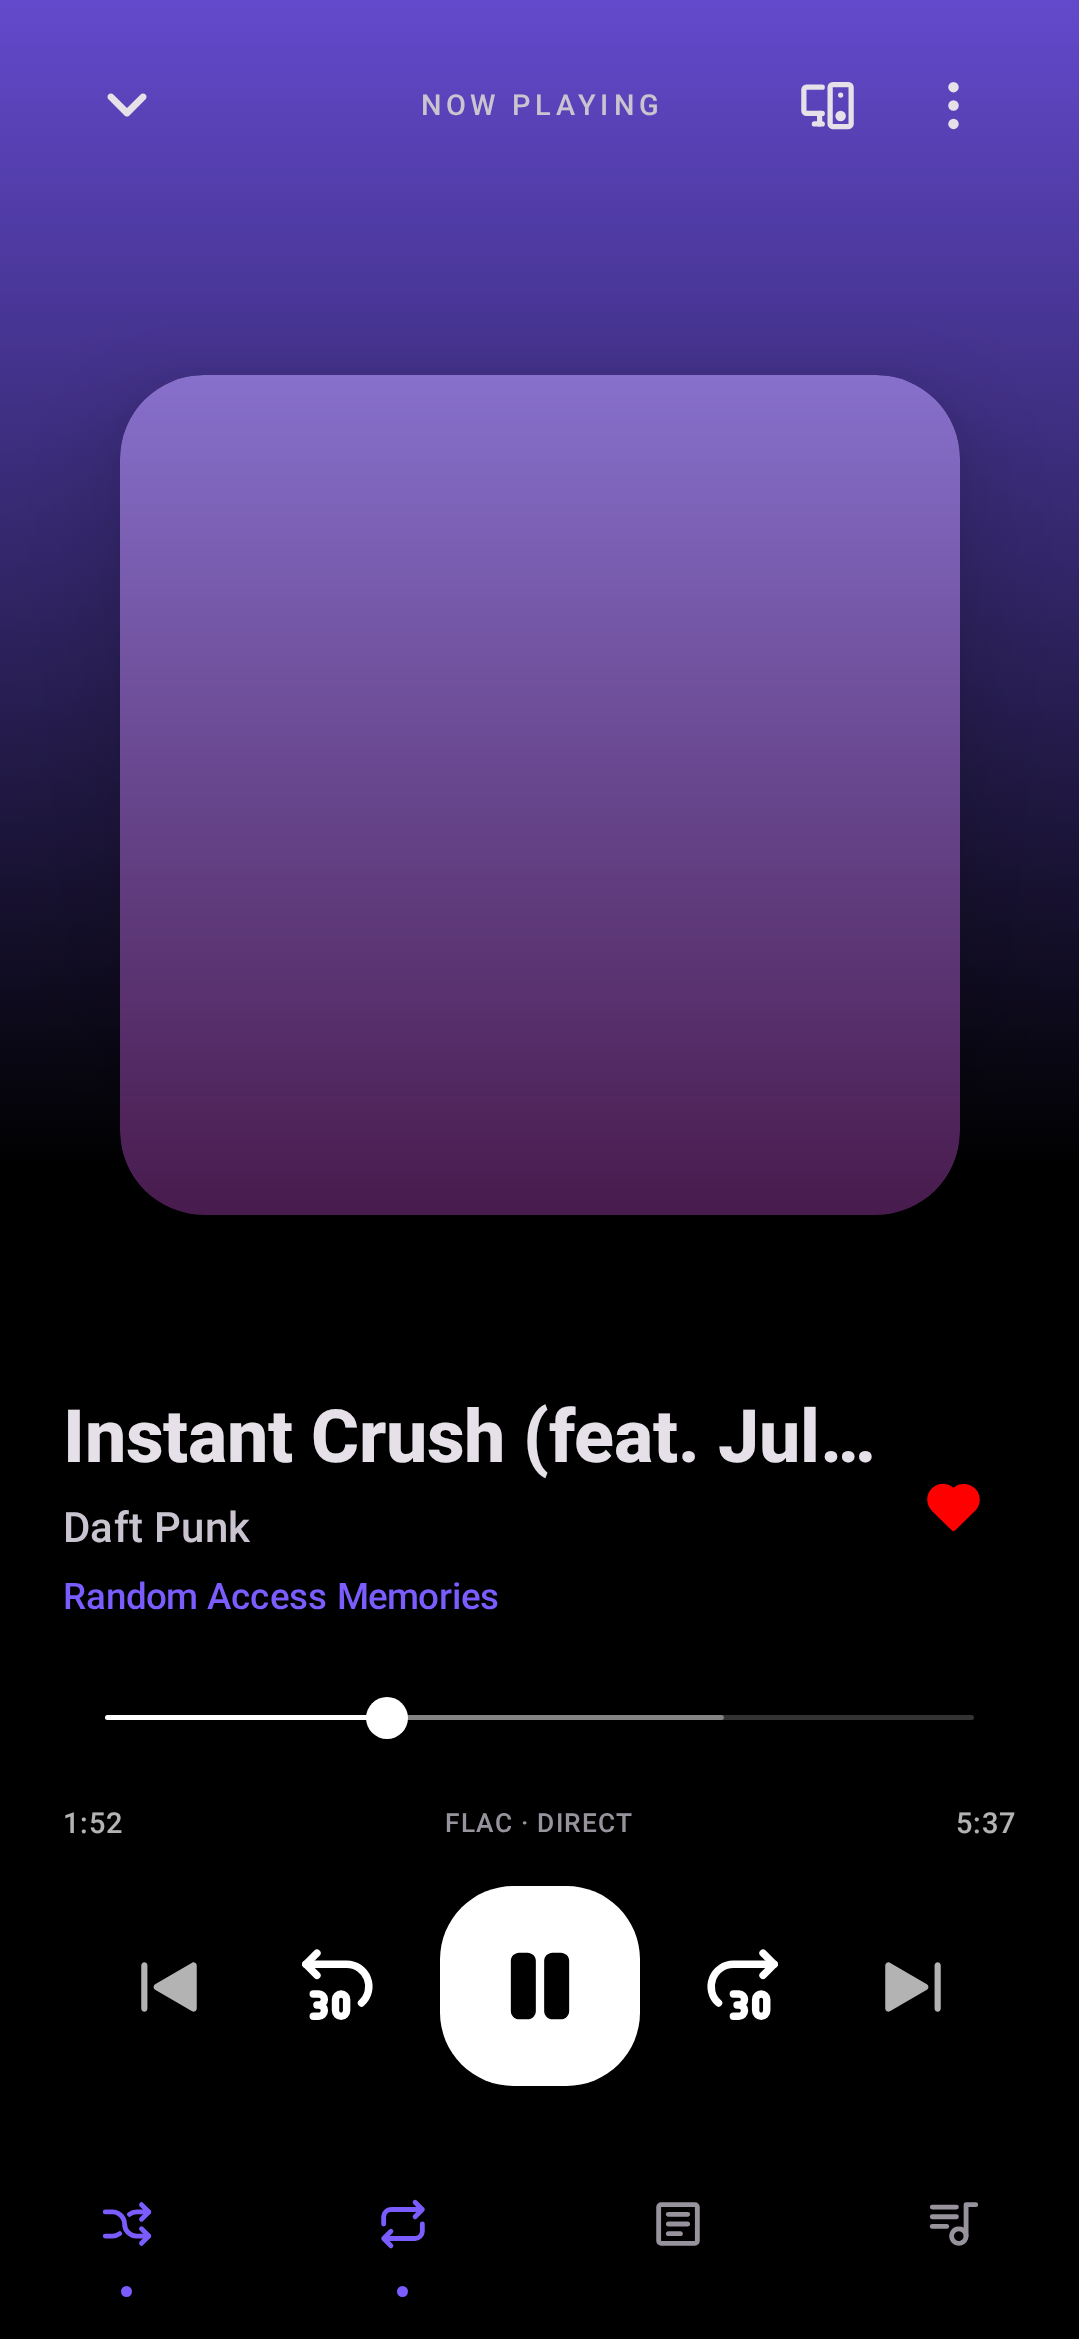 NOW PLAYING
Instant Crush (feat. Jul...
Daft Punk
Random Access Memories
1:52
FLAC · DIRECT
5:37
30
30